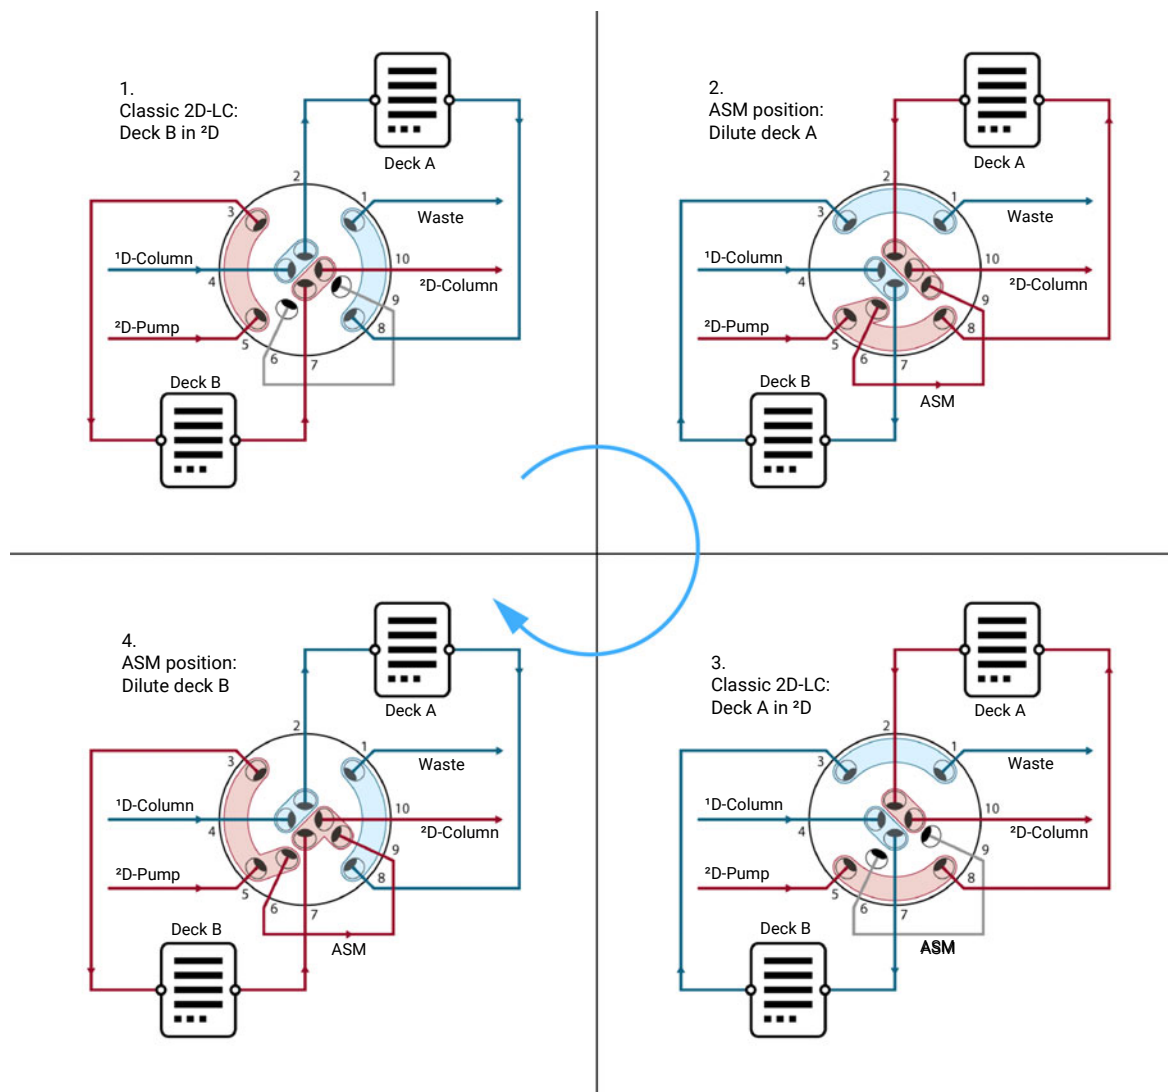 1.
Classic 2D-LC:
Deck B in ²D
Deck A
2
3
1
Waste
¹D-Column
4
10
²D-Column
9
²D-Pump
5
6
7
8
Deck B
2.
ASM position:
Dilute deck A
Deck A
2
3
1
Waste
¹D-Column
4
10
²D-Column
9
²D-Pump
5
6
7
8
ASM
Deck B
4.
ASM position:
Dilute deck B
Deck A
2
3
1
Waste
¹D-Column
4
10
²D-Column
9
²D-Pump
5
6
7
8
ASM
Deck B
3.
Classic 2D-LC:
Deck A in ²D
Deck A
2
3
1
Waste
¹D-Column
4
10
²D-Column
9
²D-Pump
5
6
7
8
ASM
Deck B